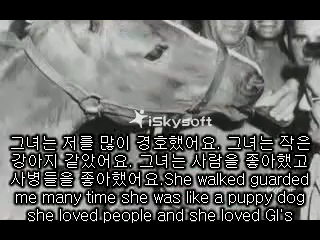 iSkysoft
그녀는 저를 많이 경호했어요. 그녀는 작은
강아지 같았어요. 그녀는 사람을 좋아했고
사병들을 좋아했어요.She walked guarded
me many time she was like a puppy dog
she loved people and she loved GI's